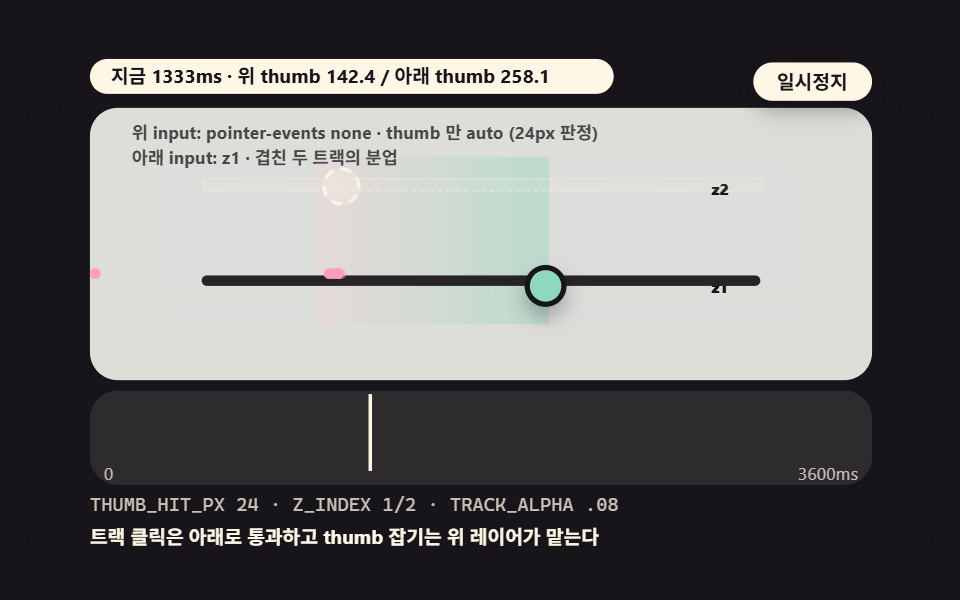 지금 1333ms · 위 thumb 142.4 / 아래 thumb 258.1
일시정지
위 input: pointer-events none · thumb 만 auto (24px 판정)
아래 input: z1 · 겹친 두 트랙의 분업
z2
z1
0
3600ms
THUMB_HIT_PX 24 · Z_INDEX 1/2 · TRACK_ALPHA .08
트랙 클릭은 아래로 통과하고 thumb 잡기는 위 레이어가 맡는다